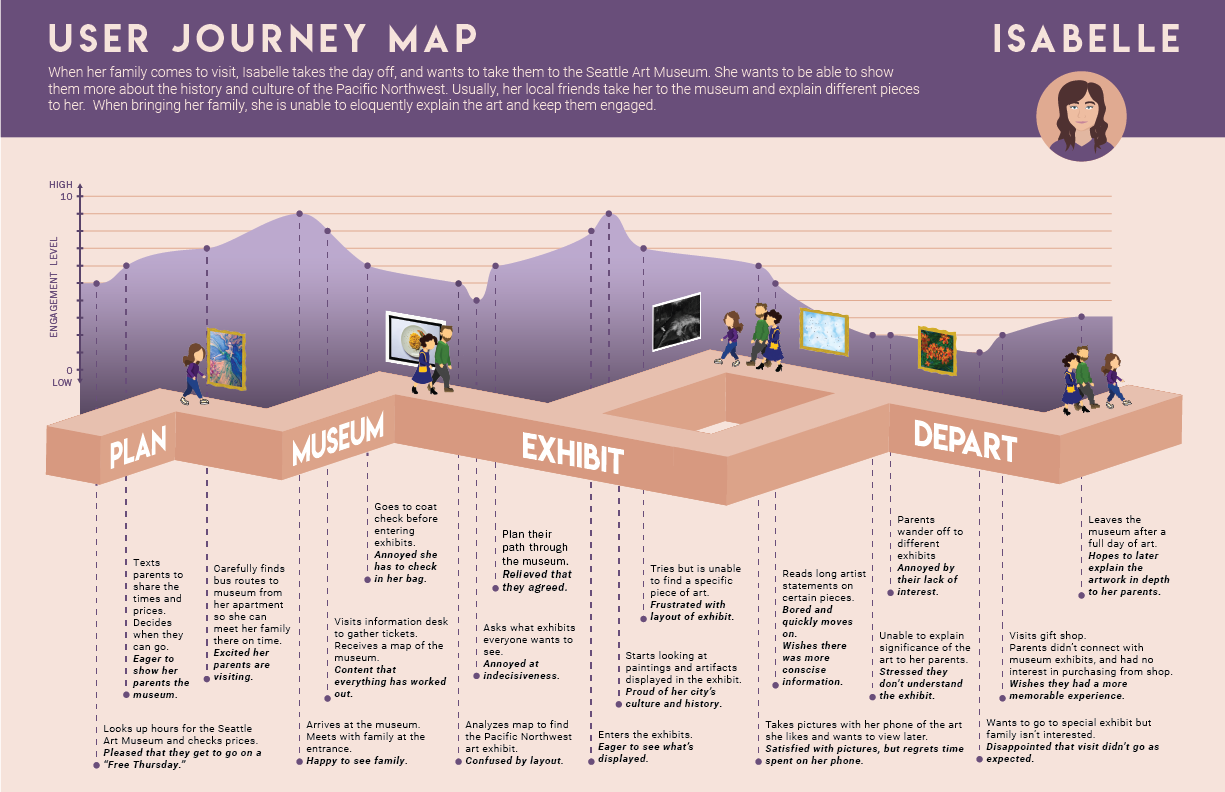 USER JOURNEY MAP
ISABELLE
When her family comes to visit, Isabelle takes the day off, and wants to take them to the Seattle Art Museum. She wants to be able to show
them more about the history and culture of the Pacific Northwest. Usually, her local friends take her to the museum and explain different pieces
to her. When bringing her family, she is unable to eloquently explain the art and keep them engaged.
HIGH
10
ENGAGEMENT LEVEL
0
LOW
PLAN
MUSEUM
EXHIBIT
DEPART
Looks up hours for the Seattle
Art Museum and checks prices.
Pleased that they get to go on a
“Free Thursday.”
Texts
parents to
share the
times and
prices.
Decides
when they
can go.
Eager to
show her
parents the
museum.
Carefully finds
bus routes to
museum from
her apartment
so she can
meet her family
there on time.
Excited her
parents are
visiting.
Arrives at the museum.
Meets with family at the
entrance.
Happy to see family.
Visits information desk
to gather tickets.
Receives a map of the
museum.
Content that
everything has worked
out.
Goes to coat
check before
entering
exhibits.
Annoyed she
has to check
in her bag.
Analyzes map to find
the Pacific Northwest
art exhibit.
Confused by layout.
Asks what exhibits
everyone wants to
see.
Annoyed at
indecisiveness.
Plan their
path through
the museum.
Relieved that
they agreed.
Enters the exhibits.
Eager to see what’s
displayed.
Starts looking at
paintings and artifacts
displayed in the exhibit.
Proud of her city’s
culture and history.
Tries but is unable
to find a specific
piece of art.
Frustrated with
layout of exhibit.
Takes pictures with her phone of the art
she likes and wants to view later.
Satisfied with pictures, but regrets time
spent on her phone.
Reads long artist
statements on
certain pieces.
Bored and
quickly moves
on.
Wishes there
was more
conscise
information.
Unable to explain
significance of the
art to her parents.
Stressed they
don’t understand
the exhibit.
Parents
wander off to
different
exhibits
Annoyed by
their lack of
interest.
Wants to go to special exhibit but
family isn’t interested.
Disappointed that visit didn’t go as
expected.
Visits gift shop.
Parents didn’t connect with
museum exhibits, and had no
interest in purchasing from shop.
Wishes they had a more
memorable experience.
Leaves the
museum after a
full day of art.
Hopes to later
explain the
artwork in depth
to her parents.